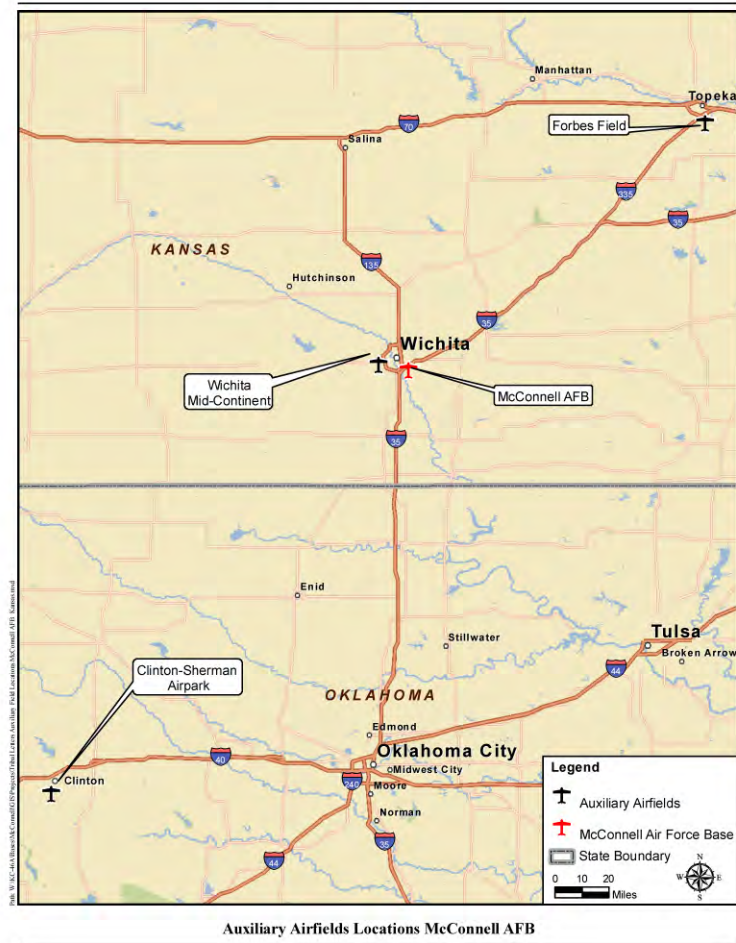 Manhattan
Topeka
70
Forbes Field
Salina
335
35
KANSAS
135
Hutchinson
35
Wichita
Wichita
Mid-Continent
McConnell AFB
35
Enid
Stillwater
Tulsa
Broken Arrow
44
Clinton-Sherman
Airpark
OKLAHOMA
Edmond
40
Oklahoma City
Midwest City
Clinton
240
Moore
Norman
35
44
Legend
Auxiliary Airfields
McConnell Air Force Base
State Boundary
0 10 20
Miles
N
W E
S
Auxiliary Airfields Locations McConnell AFB